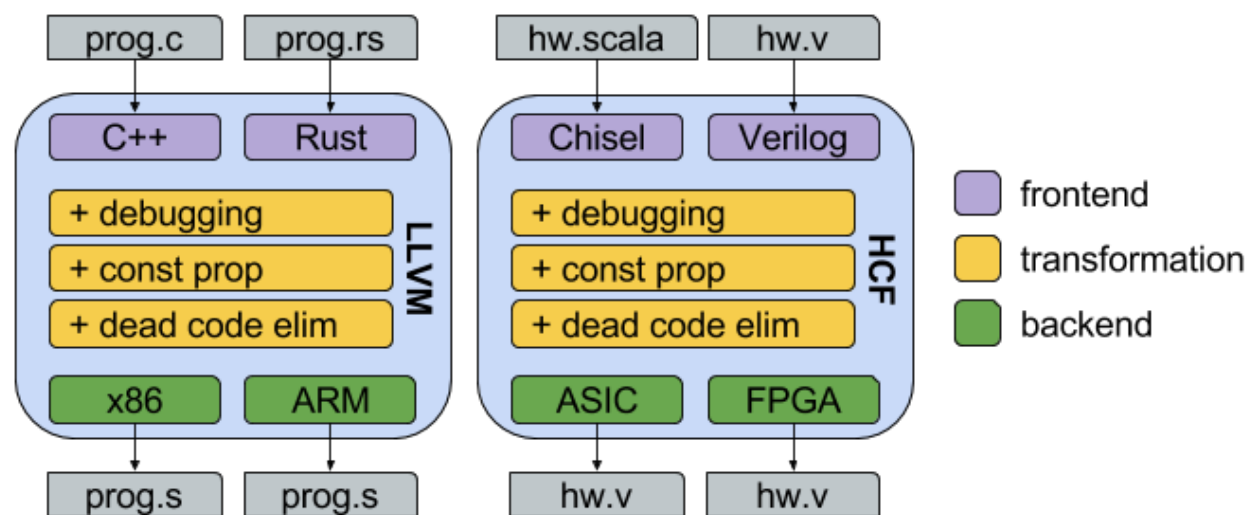 prog.c prog.rs hw.scala hw.v
C++ Rust Chisel Verilog
+ debugging + debugging
+ const prop + const prop
+ dead code elim + dead code elim
LLVM HCF
x86 ARM ASIC FPGA
prog.s prog.s hw.v hw.v
frontend
transformation
backend